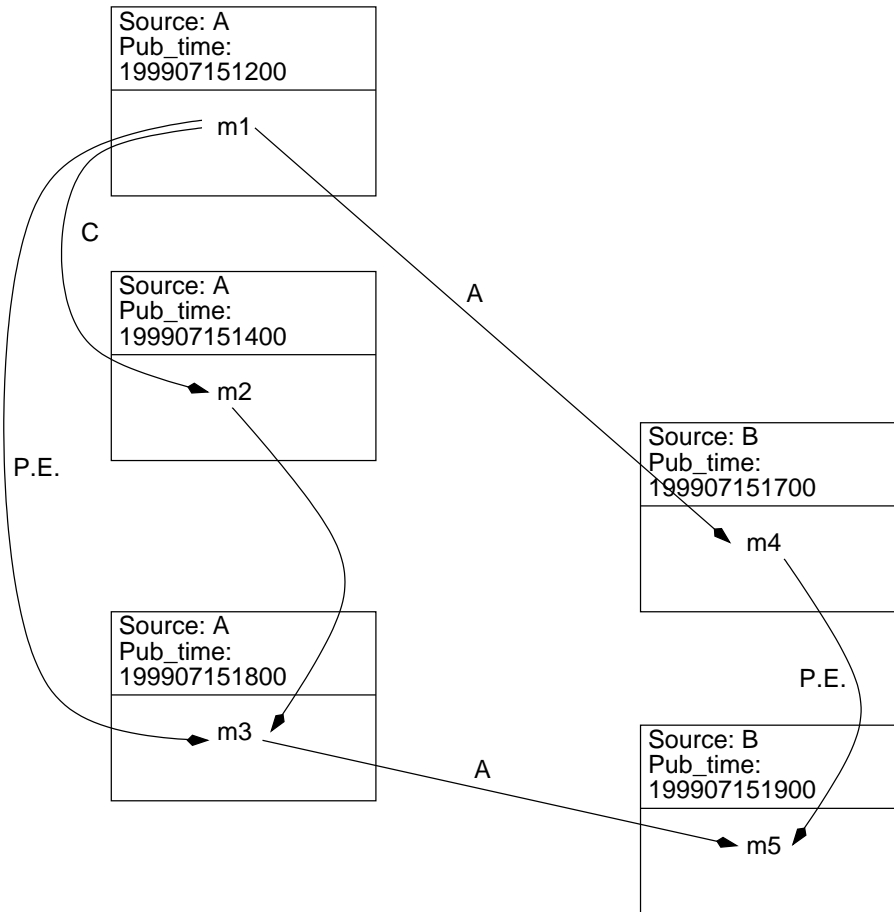 Source: A
Pub_time:
199907151200
m1
C
A
Source: A
Pub_time:
199907151400
m2
P.E.
Source: B
Pub_time:
199907151700
m4
Source: A
Pub_time:
199907151800
m3
P.E.
A
Source: B
Pub_time:
199907151900
m5